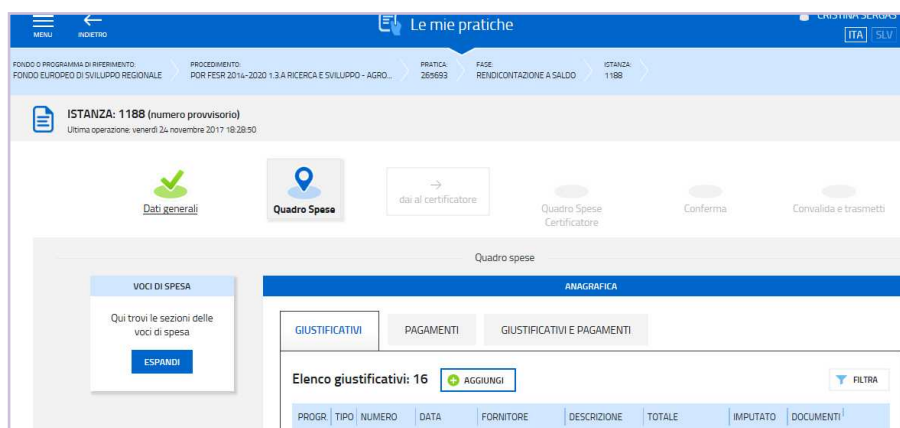 CRISTINA SERGAS
MENU
INDIETRO
Le mie pratiche
ITA SLV
FONDO O PROGRAMMA DI RIFERIMENTO: PROCEDIMENTO: PRATICA: FASE: ISTANZA:
FONDO EUROPEO DI SVILUPPO REGIONALE POR FESR 2014-2020 1.3.A RICERCA E SVILUPPO - AGRO... 265693 RENDICONTAZIONE A SALDO 1188
ISTANZA: 1188 (numero provvisorio)
Ultima operazione: venerdì 24 novembre 2017 18:28:50
Dati generali
Quadro Spese
dai al certificatore
Quadro Spese
Certificatore
Conferma
Convalida e trasmetti
Quadro spese
VOCI DI SPESA
Qui trovi le sezioni delle
voci di spesa
ESPANDI
ANAGRAFICA
GIUSTIFICATIVI PAGAMENTI GIUSTIFICATIVI E PAGAMENTI
Elenco giustificativi: 16 AGGIUNGI FILTRA
PROGR. TIPO NUMERO DATA FORNITORE DESCRIZIONE TOTALE IMPUTATO DOCUMENTI